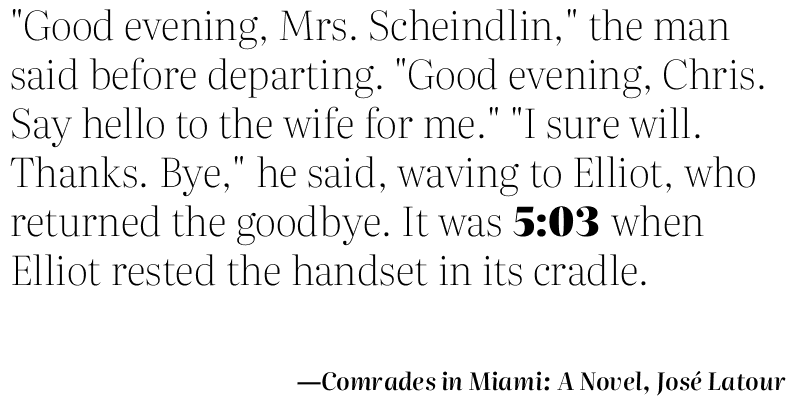 "Good evening, Mrs. Scheindlin," the man
said before departing. "Good evening, Chris.
Say hello to the wife for me." "I sure will.
Thanks. Bye," he said, waving to Elliot, who
returned the goodbye. It was 5:03 when
Elliot rested the handset in its cradle.
—Comrades in Miami: A Novel, José Latour